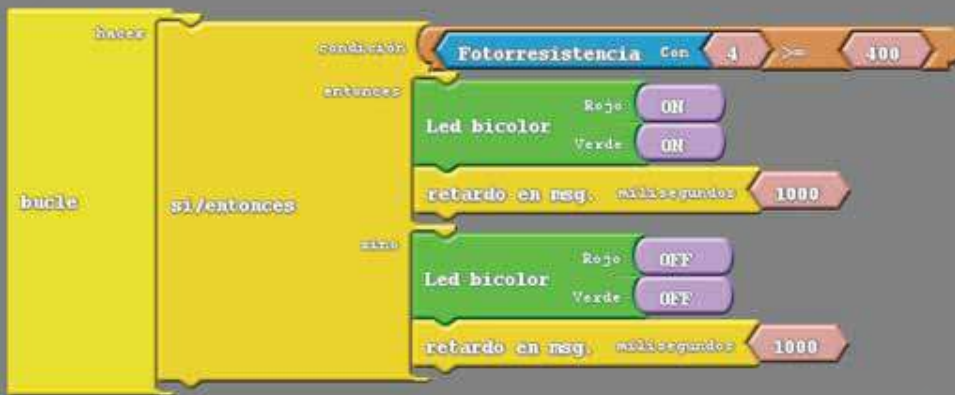 hacer
condición
Fotorresistencia Con 4 >= 400
entonces
Led bicolor
Rojo ON
Verde ON
retardo en msg. milisegundos 1000
bucle
si/entonces
sino
Led bicolor
Rojo OFF
Verde OFF
retardo en msg. milisegundos 1000